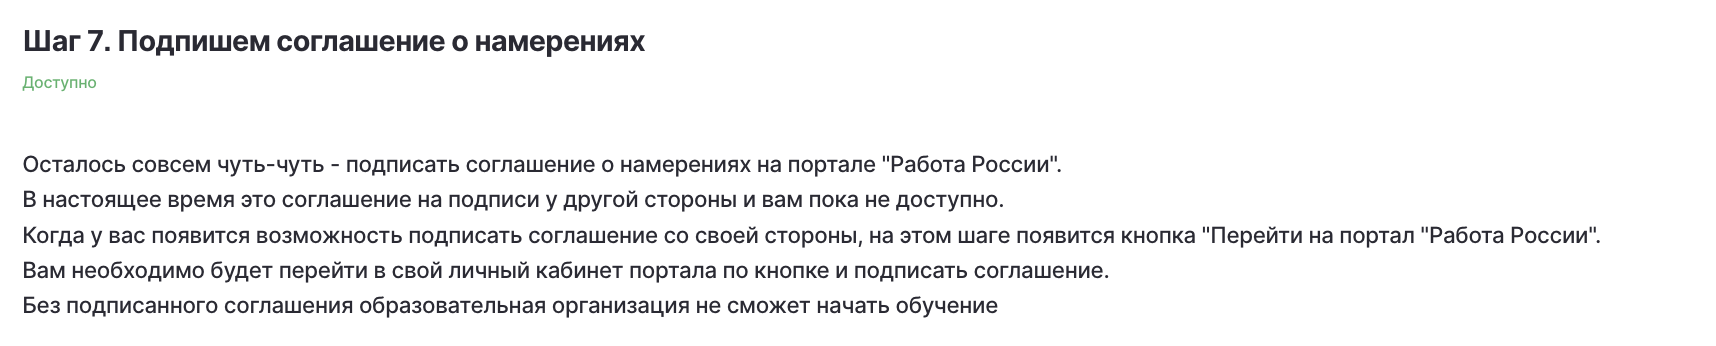 Шаг 7. Подпишем соглашение о намерениях
Доступно
Осталось совсем чуть-чуть - подписать соглашение о намерениях на портале "Работа России".
В настоящее время это соглашение на подписи у другой стороны и вам пока не доступно.
Когда у вас появится возможность подписать соглашение со своей стороны, на этом шаге появится кнопка "Перейти на портал "Работа России".
Вам необходимо будет перейти в свой личный кабинет портала по кнопке и подписать соглашение.
Без подписанного соглашения образовательная организация не сможет начать обучение